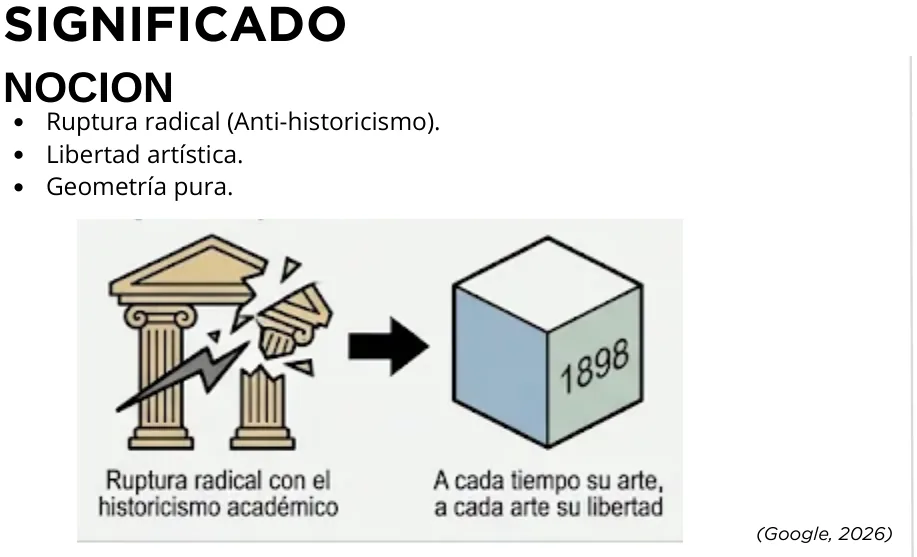 SIGNIFICADO
NOCION
• Ruptura radical (Anti-historicismo).
• Libertad artística.
• Geometría pura.
1898
Ruptura radical con el
historicismo académico
A cada tiempo su arte,
a cada arte su libertad
(Google, 2026)